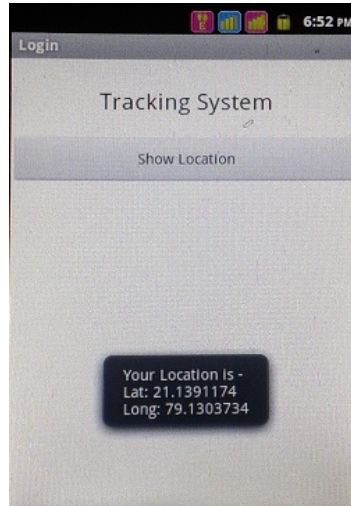 6:52 PM
Login
Tracking System
Show Location
Your Location is -
Lat: 21.1391174
Long: 79.1303734